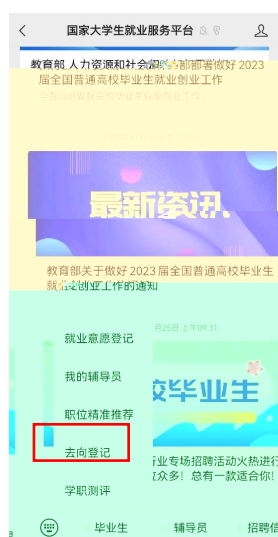 国家大学生就业服务平台
教育部 人力资源和社会 部部署做好2023
届全国普通高校毕业生就业创业工作
最新资讯
教育部关于做好2023届全国普通高校毕业生
就业创业工作的通知
月25日 上午09:31
就业意愿登记
我的辅导员
校毕业生
职位精准推荐
去向登记
行业专场招聘活动火热进行
众多！总有一款适合你！
学职测评
毕业生 辅导员 招聘信